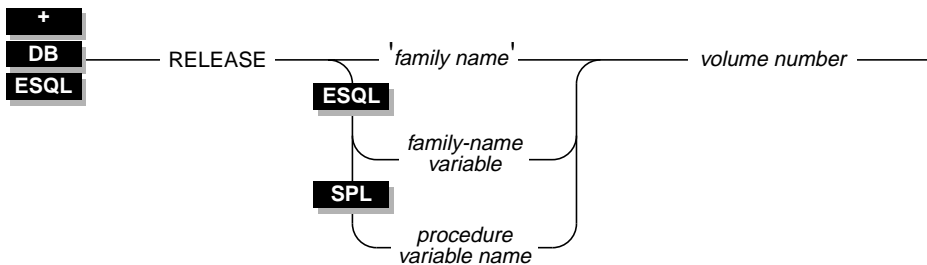 +
DB
ESQL
RELEASE
'family name'
volume number
ESQL
family-name
variable
SPL
procedure
variable name